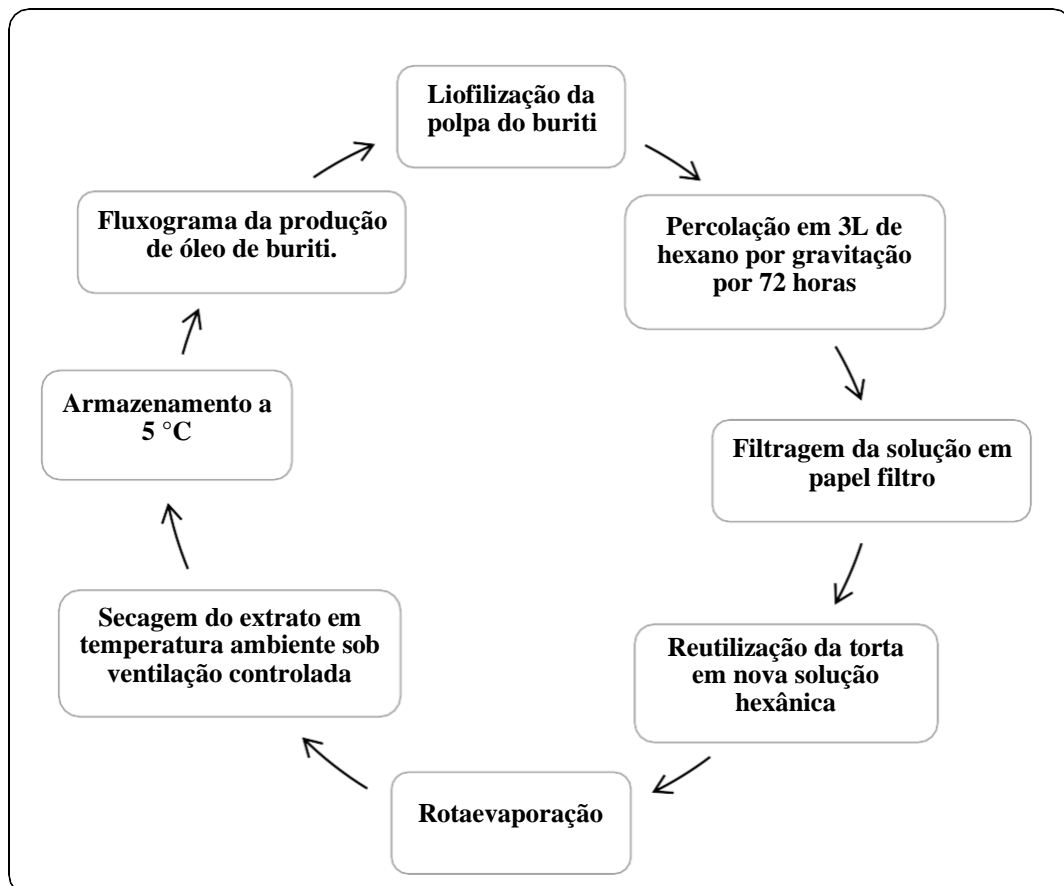 Liofilização da
polpa do buriti
Percolação em 3L de
hexano por gravitação
por 72 horas
Filtragem da solução em
papel filtro
Reutilização da torta
em nova solução
hexânica
Rotaevaporação
Secagem do extrato em
temperatura ambiente sob
ventilação controlada
Armazenamento a
5 °C
Fluxograma da produção
de óleo de buriti.